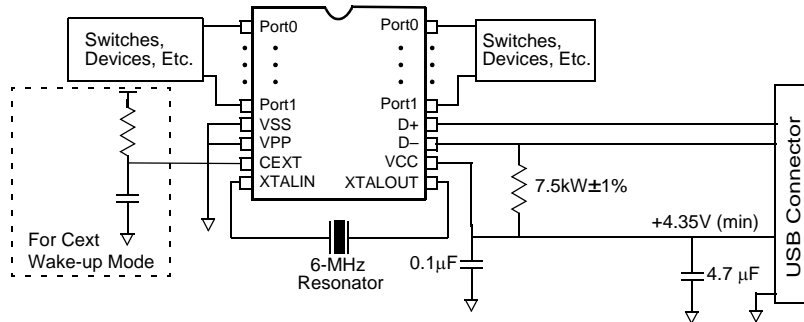 Switches,
Devices, Etc.
Port0
Port1
VSS
VPP
CEXT
XTALIN
Port0
Port1
D+
D–
VCC
XTALOUT
Switches,
Devices, Etc.
For Cext
Wake-up Mode
6-MHz
Resonator
0.1µF
7.5kW±1%
+4.35V (min)
4.7 µF
USB Connector